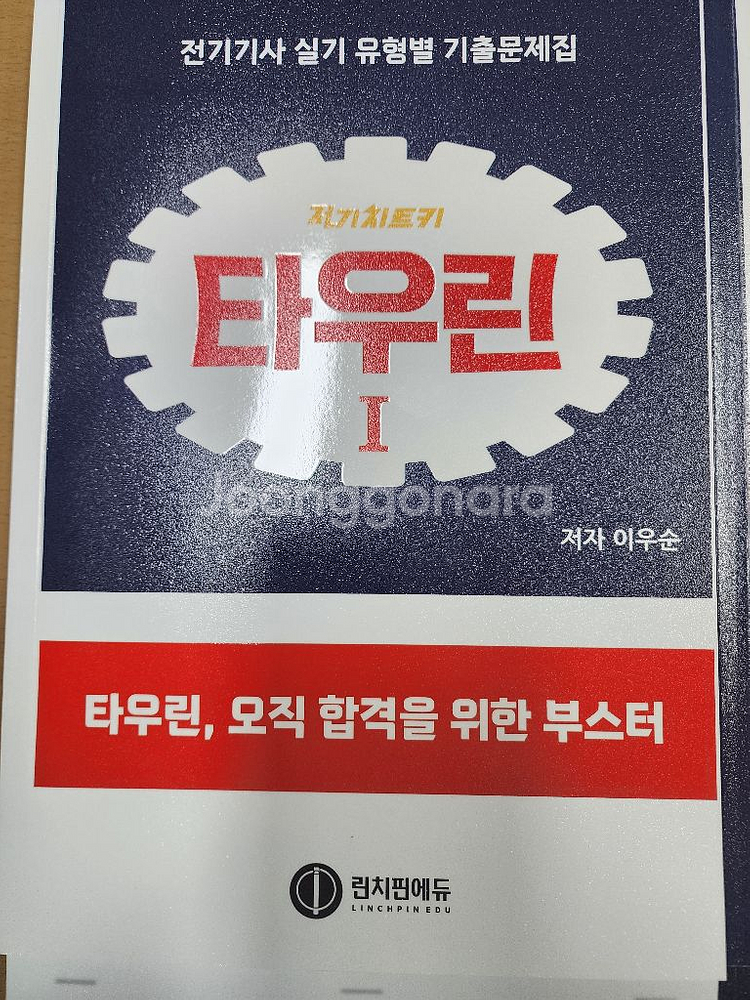 전기기사 실기 유형별 기출문제집
전기치트키
타우린
I
Joonggonara
저자 이우순
타우린, 오직 합격을 위한 부스터
린치핀에듀
LINCHPIN EDU